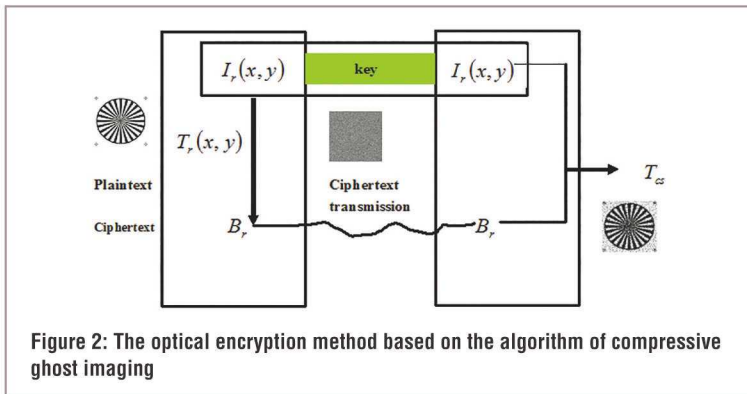 I_r(x, y) key I_r(x, y)
T_r(x, y)
Plaintext
Ciphertext
transmission
T_cs
Ciphertext
B_r B_r
Figure 2: The optical encryption method based on the algorithm of compressive
ghost imaging